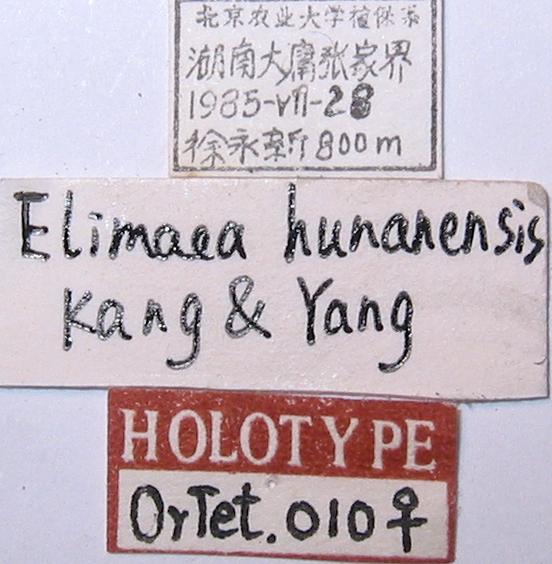 北京农业大学植保系
湖南大庸张家界
1985-VII-28
徐永新 800m
Elimaea hunanensis
Kang & Yang
HOLOTYPE
OrTet.010♀